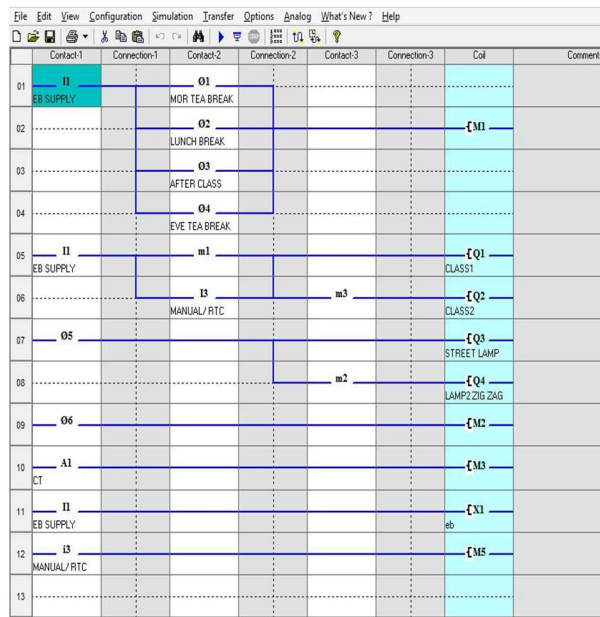 File Edit View Configuration Simulation Transfer Options Analog What's New ? Help
Contact-1 Connection-1 Contact-2 Connection-2 Contact-3 Connection-3 Coil Comment
01 I1 Ø1
EB SUPPLY MOR TEA BREAK
02 Ø2 [M1
LUNCH BREAK
03 Ø3
AFTER CLASS
04 Ø4
EVE TEA BREAK
05 I1 m1 [Q1
EB SUPPLY CLASS1
06 I3 m3 [Q2
MANUAL/ RTC CLASS2
07 Ø5 [Q3
STREET LAMP
08 m2 [Q4
LAMP2 ZIG ZAG
09 Ø6 [M2
10 A1 [M3
CT
11 I1 [X1
EB SUPPLY eb
12 i3 [M5
MANUAL/ RTC
13